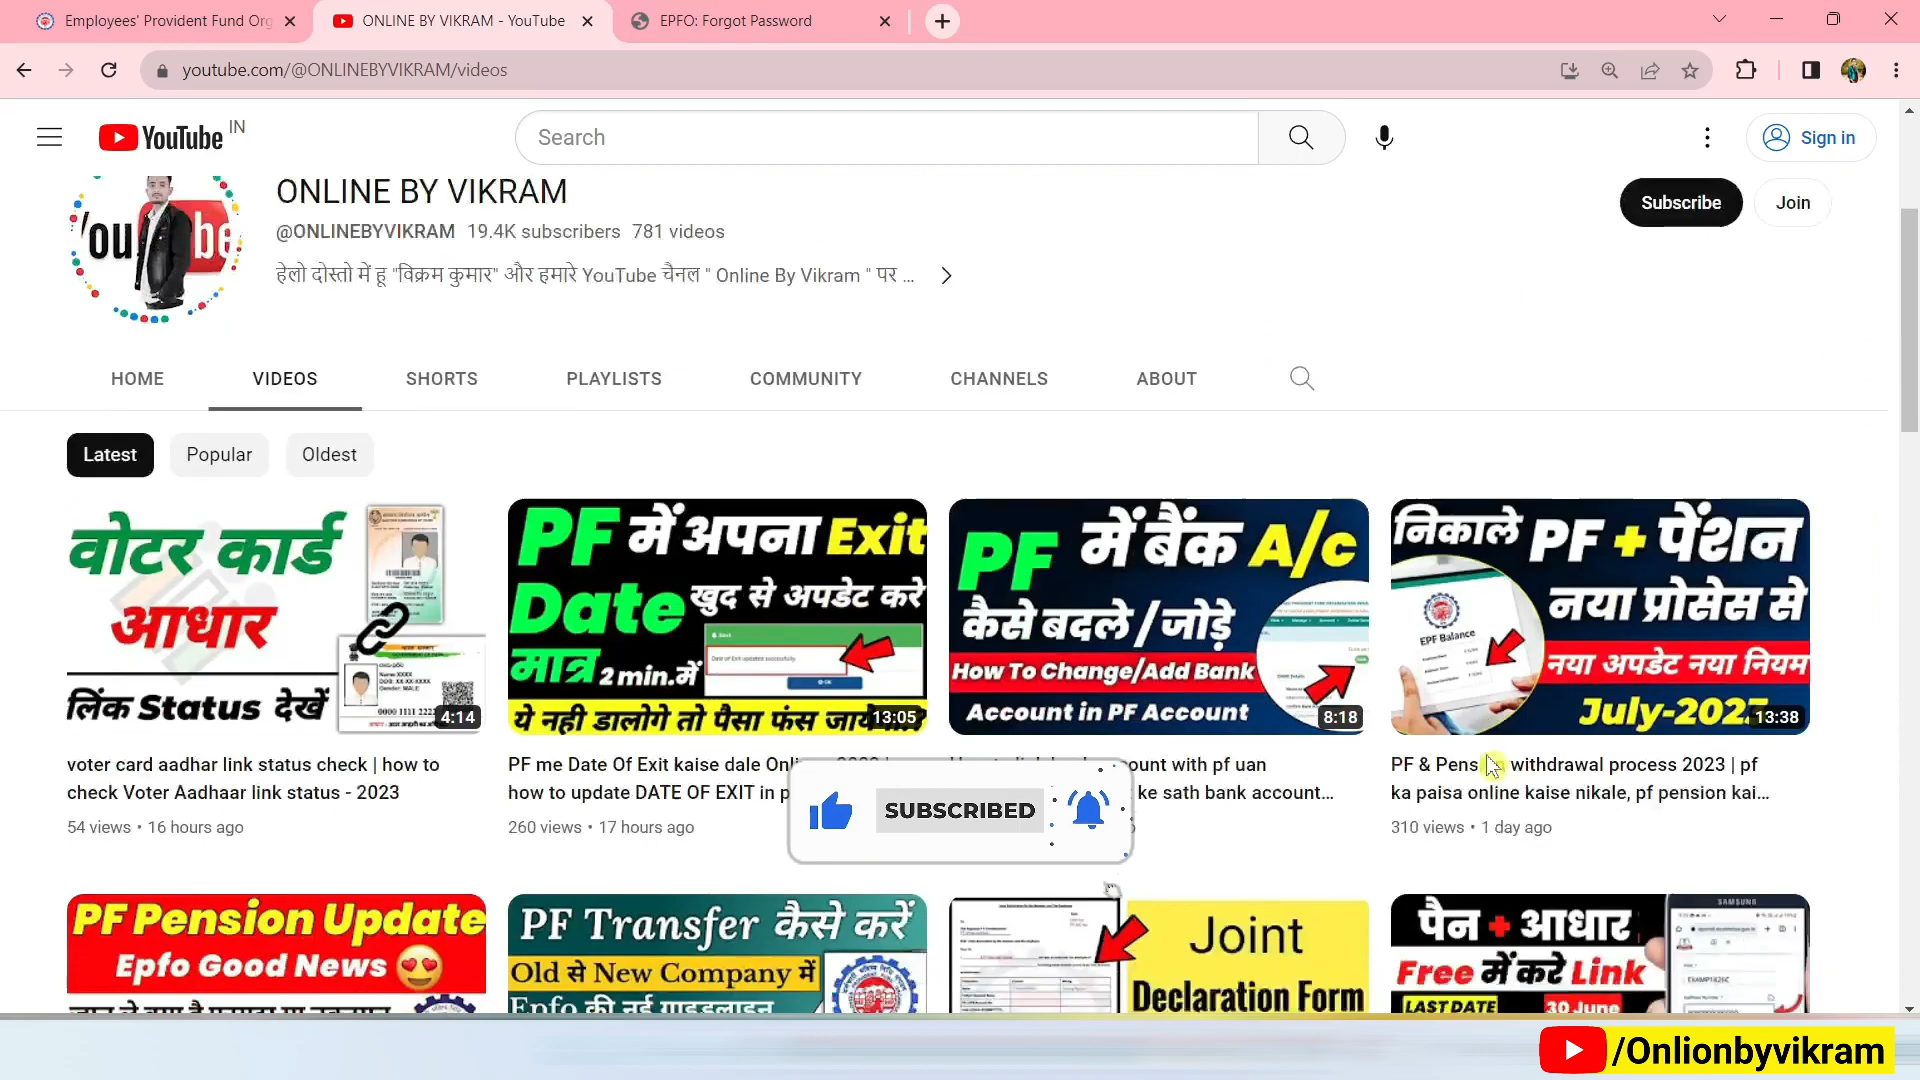 Employees' Provident Fund Org
ONLINE BY VIKRAM - YouTube
EPFO: Forgot Password
youtube.com/@ONLINEBYVIKRAM/videos
YouTube IN
Search
Sign in
ONLINE BY VIKRAM
@ONLINEBYVIKRAM 19.4K subscribers 781 videos
हेलो दोस्तो में हू "विक्रम कुमार" और हमारे YouTube चैनल " Online By Vikram " पर ...
Subscribe
Join
HOME
VIDEOS
SHORTS
PLAYLISTS
COMMUNITY
CHANNELS
ABOUT
Latest
Popular
Oldest
वोटर कार्ड
आधार
लिंक Status देखें
4:14
PF में अपना Exit
Date खुद से अपडेट करे
मात्र 2 min.में
ये नही डालोगे तो पैसा फंस
13:05
PF में बैंक A/c
कैसे बदले / जोड़े
How To Change/Add Bank
Account in PF Account
8:18
निकाले PF + पेंशन
नया प्रोसेस से
EPF Balance
नया अपडेट नया नियम
July-202
13:38
voter card aadhar link status check | how to
check Voter Aadhaar link status - 2023
54 views • 16 hours ago
PF me Date Of Exit kaise dale
how to update DATE OF EXIT in
260 views • 17 hours ago
with pf uan
ke sath bank account...
PF & withdrawal process 2023 | pf
ka paisa online kaise nikale, pf pension kai...
310 views • 1 day ago
SUBSCRIBED
PF Pension Update
Epfo Good News
PF Transfer कैसे करें
Old से New Company में
Epfo की नई गाइडलाइन
Joint
Declaration Form
पैन + आधार
Free में करे Link
LAST DATE 30 June
SAMSUNG
/Onlionbyvikram